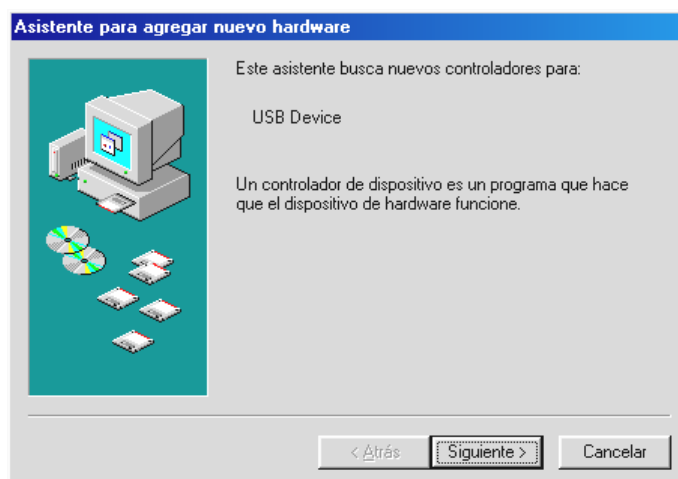 Asistente para agregar nuevo hardware
Este asistente busca nuevos controladores para:
USB Device
Un controlador de dispositivo es un programa que hace
que el dispositivo de hardware funcione.
< Atrás
Siguiente >
Cancelar